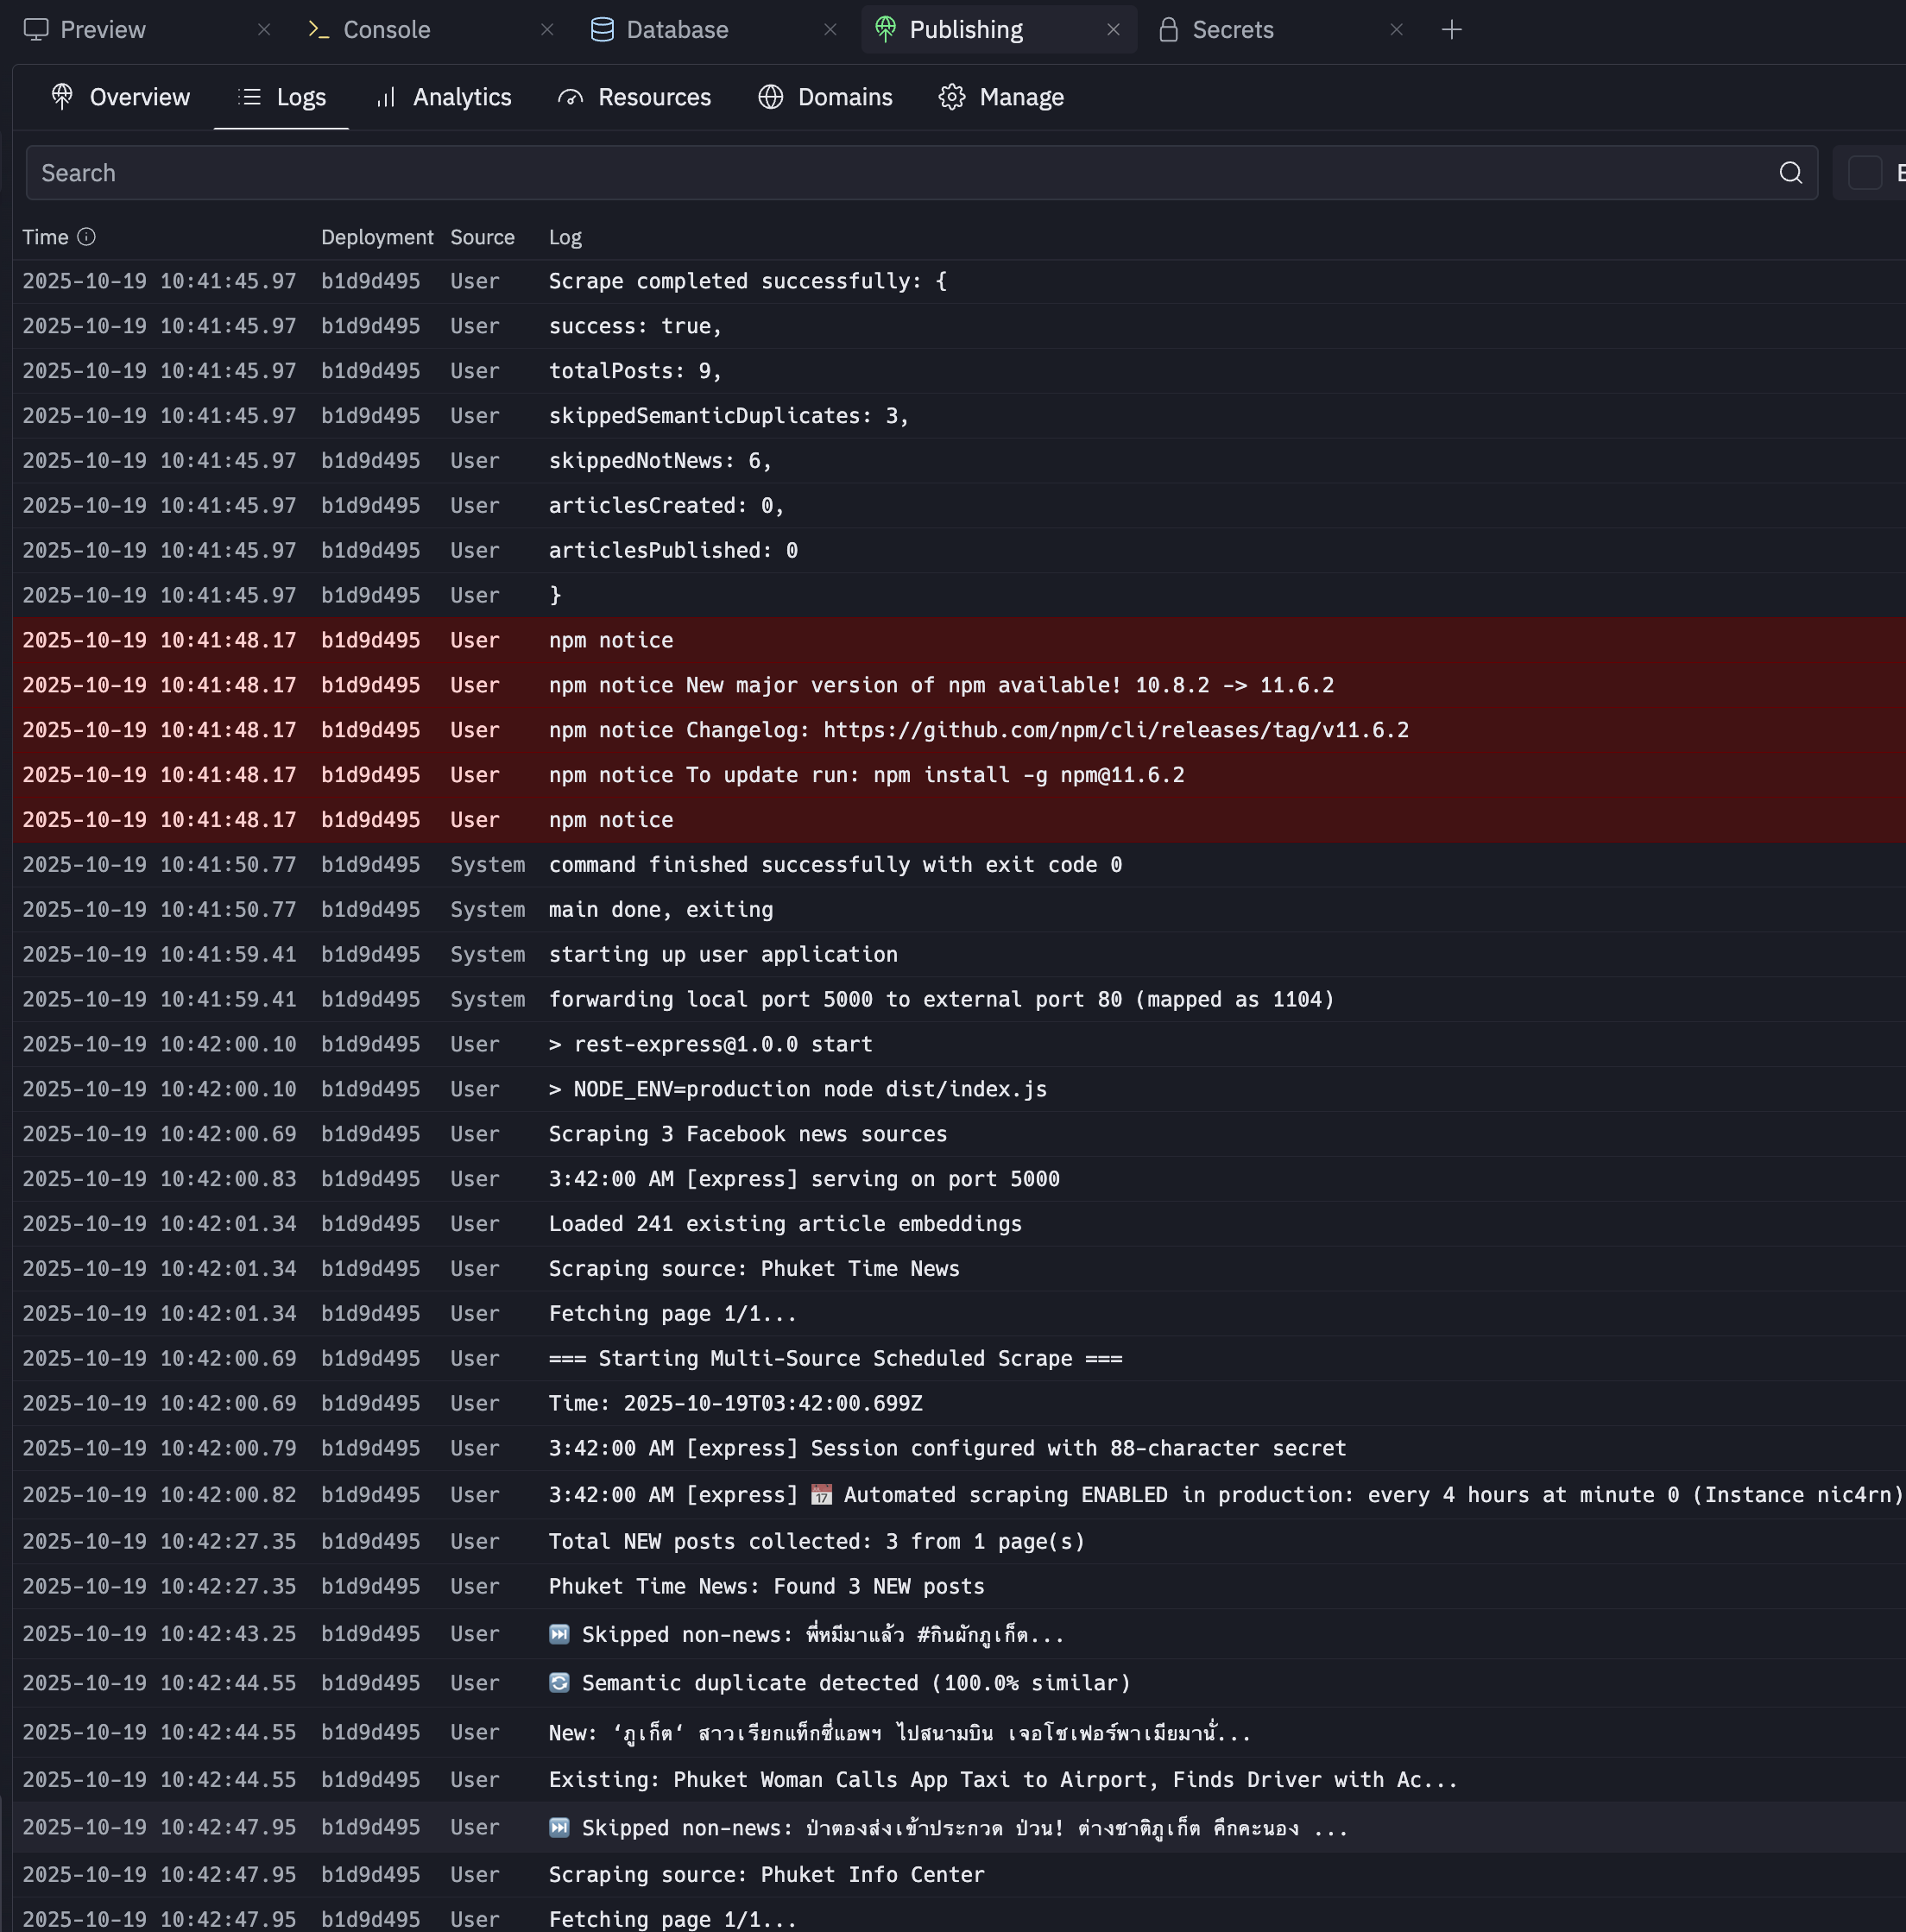 Preview Console Database Publishing Secrets
Overview Logs Analytics Resources Domains Manage
Search
Time Deployment Source Log
2025-10-19 10:41:45.97 b1d9d495 User Scrape completed successfully: {
2025-10-19 10:41:45.97 b1d9d495 User success: true,
2025-10-19 10:41:45.97 b1d9d495 User totalPosts: 9,
2025-10-19 10:41:45.97 b1d9d495 User skippedSemanticDuplicates: 3,
2025-10-19 10:41:45.97 b1d9d495 User skippedNotNews: 6,
2025-10-19 10:41:45.97 b1d9d495 User articlesCreated: 0,
2025-10-19 10:41:45.97 b1d9d495 User articlesPublished: 0
2025-10-19 10:41:45.97 b1d9d495 User }
2025-10-19 10:41:48.17 b1d9d495 User npm notice
2025-10-19 10:41:48.17 b1d9d495 User npm notice New major version of npm available! 10.8.2 -> 11.6.2
2025-10-19 10:41:48.17 b1d9d495 User npm notice Changelog: https://github.com/npm/cli/releases/tag/v11.6.2
2025-10-19 10:41:48.17 b1d9d495 User npm notice To update run: npm install -g npm@11.6.2
2025-10-19 10:41:48.17 b1d9d495 User npm notice
2025-10-19 10:41:50.77 b1d9d495 System command finished successfully with exit code 0
2025-10-19 10:41:50.77 b1d9d495 System main done, exiting
2025-10-19 10:41:59.41 b1d9d495 System starting up user application
2025-10-19 10:41:59.41 b1d9d495 System forwarding local port 5000 to external port 80 (mapped as 1104)
2025-10-19 10:42:00.10 b1d9d495 User > rest-express@1.0.0 start
2025-10-19 10:42:00.10 b1d9d495 User > NODE_ENV=production node dist/index.js
2025-10-19 10:42:00.69 b1d9d495 User Scraping 3 Facebook news sources
2025-10-19 10:42:00.83 b1d9d495 User 3:42:00 AM [express] serving on port 5000
2025-10-19 10:42:01.34 b1d9d495 User Loaded 241 existing article embeddings
2025-10-19 10:42:01.34 b1d9d495 User Scraping source: Phuket Time News
2025-10-19 10:42:01.34 b1d9d495 User Fetching page 1/1...
2025-10-19 10:42:00.69 b1d9d495 User === Starting Multi-Source Scheduled Scrape ===
2025-10-19 10:42:00.69 b1d9d495 User Time: 2025-10-19T03:42:00.699Z
2025-10-19 10:42:00.79 b1d9d495 User 3:42:00 AM [express] Session configured with 88-character secret
2025-10-19 10:42:00.82 b1d9d495 User 3:42:00 AM [express] 📅 Automated scraping ENABLED in production: every 4 hours at minute 0 (Instance nic4rn)
2025-10-19 10:42:27.35 b1d9d495 User Total NEW posts collected: 3 from 1 page(s)
2025-10-19 10:42:27.35 b1d9d495 User Phuket Time News: Found 3 NEW posts
2025-10-19 10:42:43.25 b1d9d495 User ⏭️ Skipped non-news: พี่หมีมาแล้ว #กินผักภูเก็ต...
2025-10-19 10:42:44.55 b1d9d495 User 🔄 Semantic duplicate detected (100.0% similar)
2025-10-19 10:42:44.55 b1d9d495 User New: ‘ภูเก็ต‘ สาวเรียกแท็กซี่แอพฯ ไปสนามบิน เจอโชเฟอร์พาเมียมานั่...
2025-10-19 10:42:44.55 b1d9d495 User Existing: Phuket Woman Calls App Taxi to Airport, Finds Driver with Ac...
2025-10-19 10:42:47.95 b1d9d495 User ⏭️ Skipped non-news: ป่าตองส่งเข้าประกวด ป่วน! ต่างชาติภูเก็ต คึกคะนอง ...
2025-10-19 10:42:47.95 b1d9d495 User Scraping source: Phuket Info Center
2025-10-19 10:42:47.95 b1d9d495 User Fetching page 1/1...